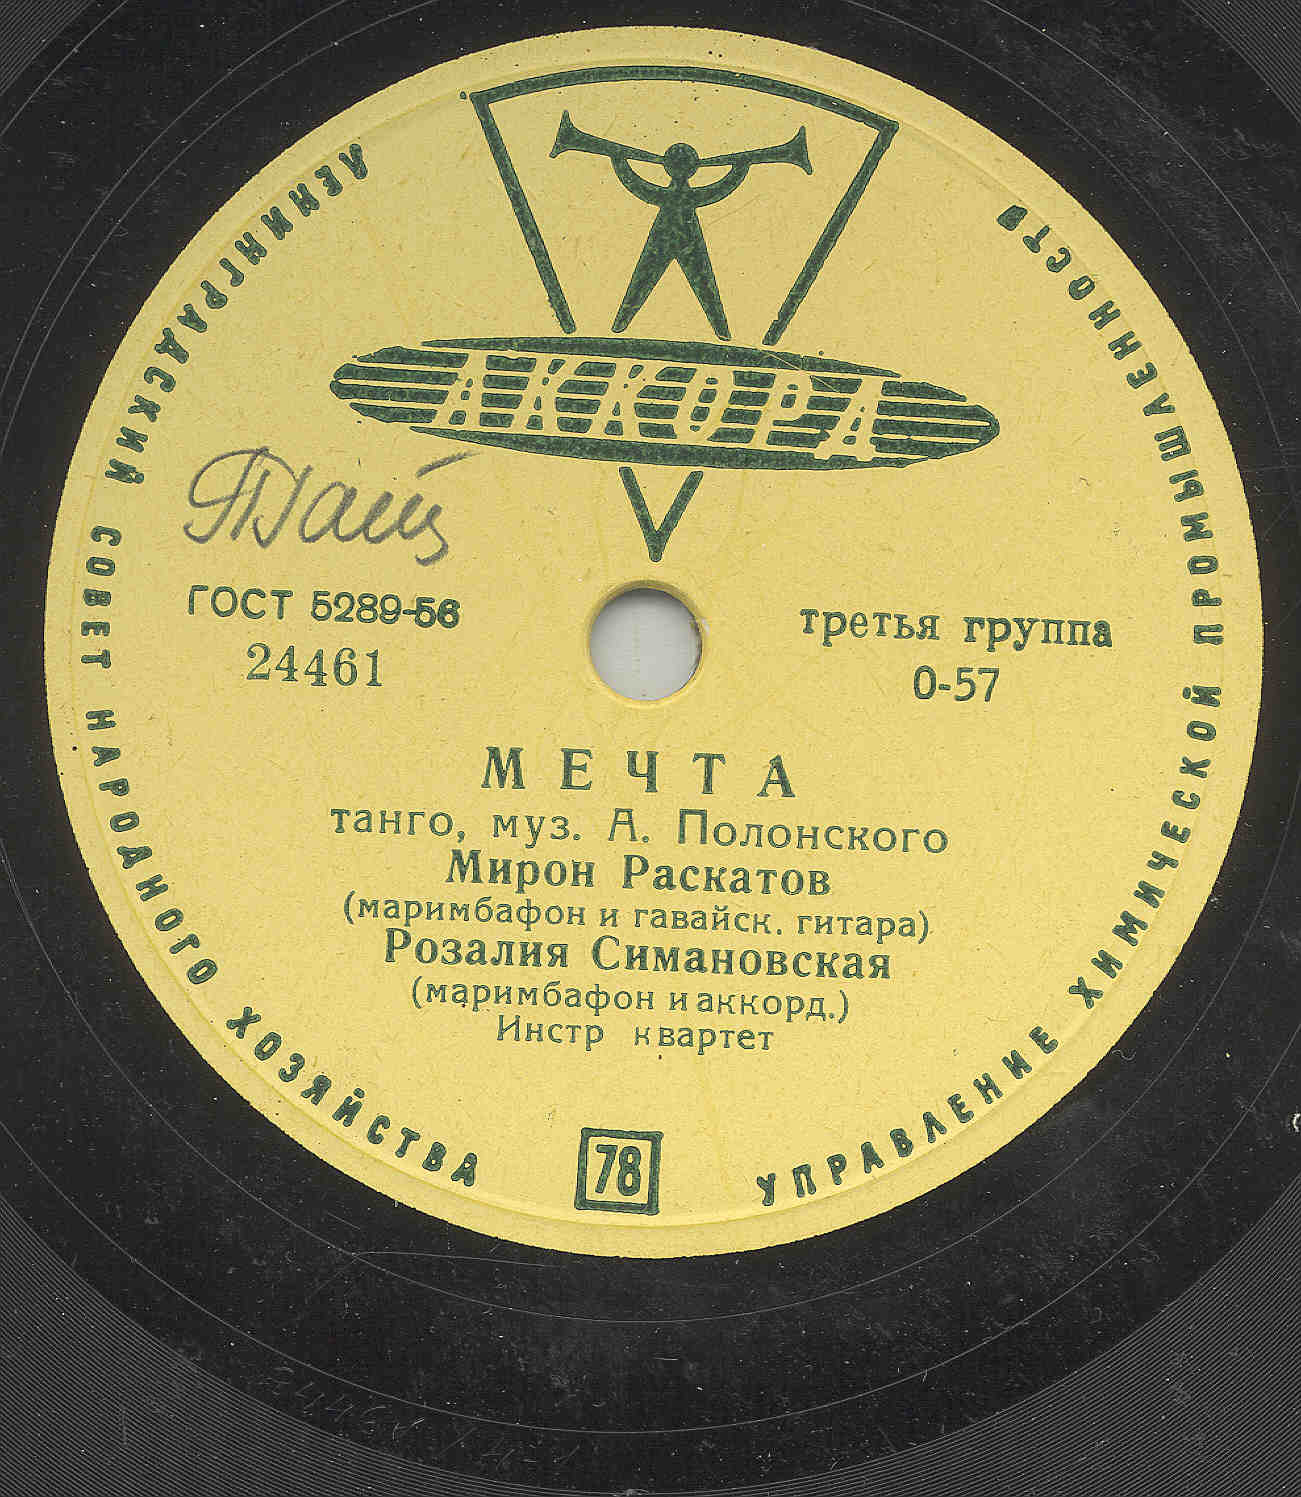 ЛЕНИНГРАДСКИЙ СОВЕТ НАРОДНОГО ХОЗЯЙСТВА
УПРАВЛЕНИЕ ХИМИЧЕСКОЙ ПРОМЫШЛЕННОСТИ
АККОРД
ГОСТ 5289-56
24461
третья группа
0-57
МЕЧТА
танго, муз. А. Полонского
Мирон Раскатов
(маримбафон и гавайск. гитара)
Розалия Симановская
(маримбафон и аккорд.)
Инстр квартет
78